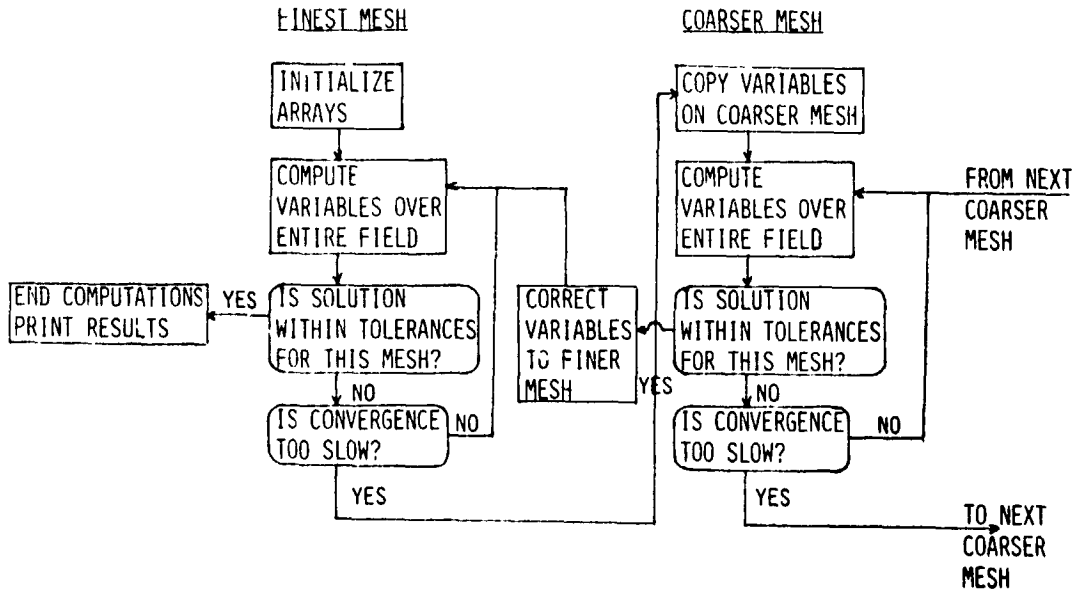 FINEST MESH
INITIALIZE
ARRAYS
COMPUTE
VARIABLES OVER
ENTIRE FIELD
IS SOLUTION
WITHIN TOLERANCES
FOR THIS MESH?
YES
END COMPUTATIONS
PRINT RESULTS
NO
IS CONVERGENCE
TOO SLOW?
NO
YES
CORRECT
VARIABLES
TO FINER
MESH
COARSER MESH
COPY VARIABLES
ON COARSER MESH
COMPUTE
VARIABLES OVER
ENTIRE FIELD
FROM NEXT
COARSER
MESH
IS SOLUTION
WITHIN TOLERANCES
FOR THIS MESH?
YES
NO
IS CONVERGENCE
TOO SLOW?
NO
YES
TO NEXT
COARSER
MESH